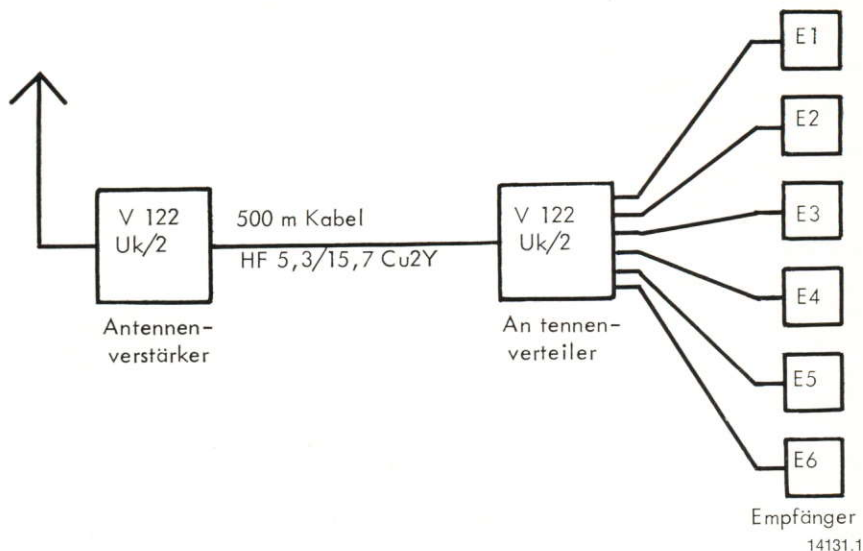 V 122
Uk/2
Antennen-
verstärker
500 m Kabel
HF 5,3/15,7 Cu2Y
V 122
Uk/2
An tennen-
verteiler
E1
E2
E3
E4
E5
E6
Empfänger
14131.1